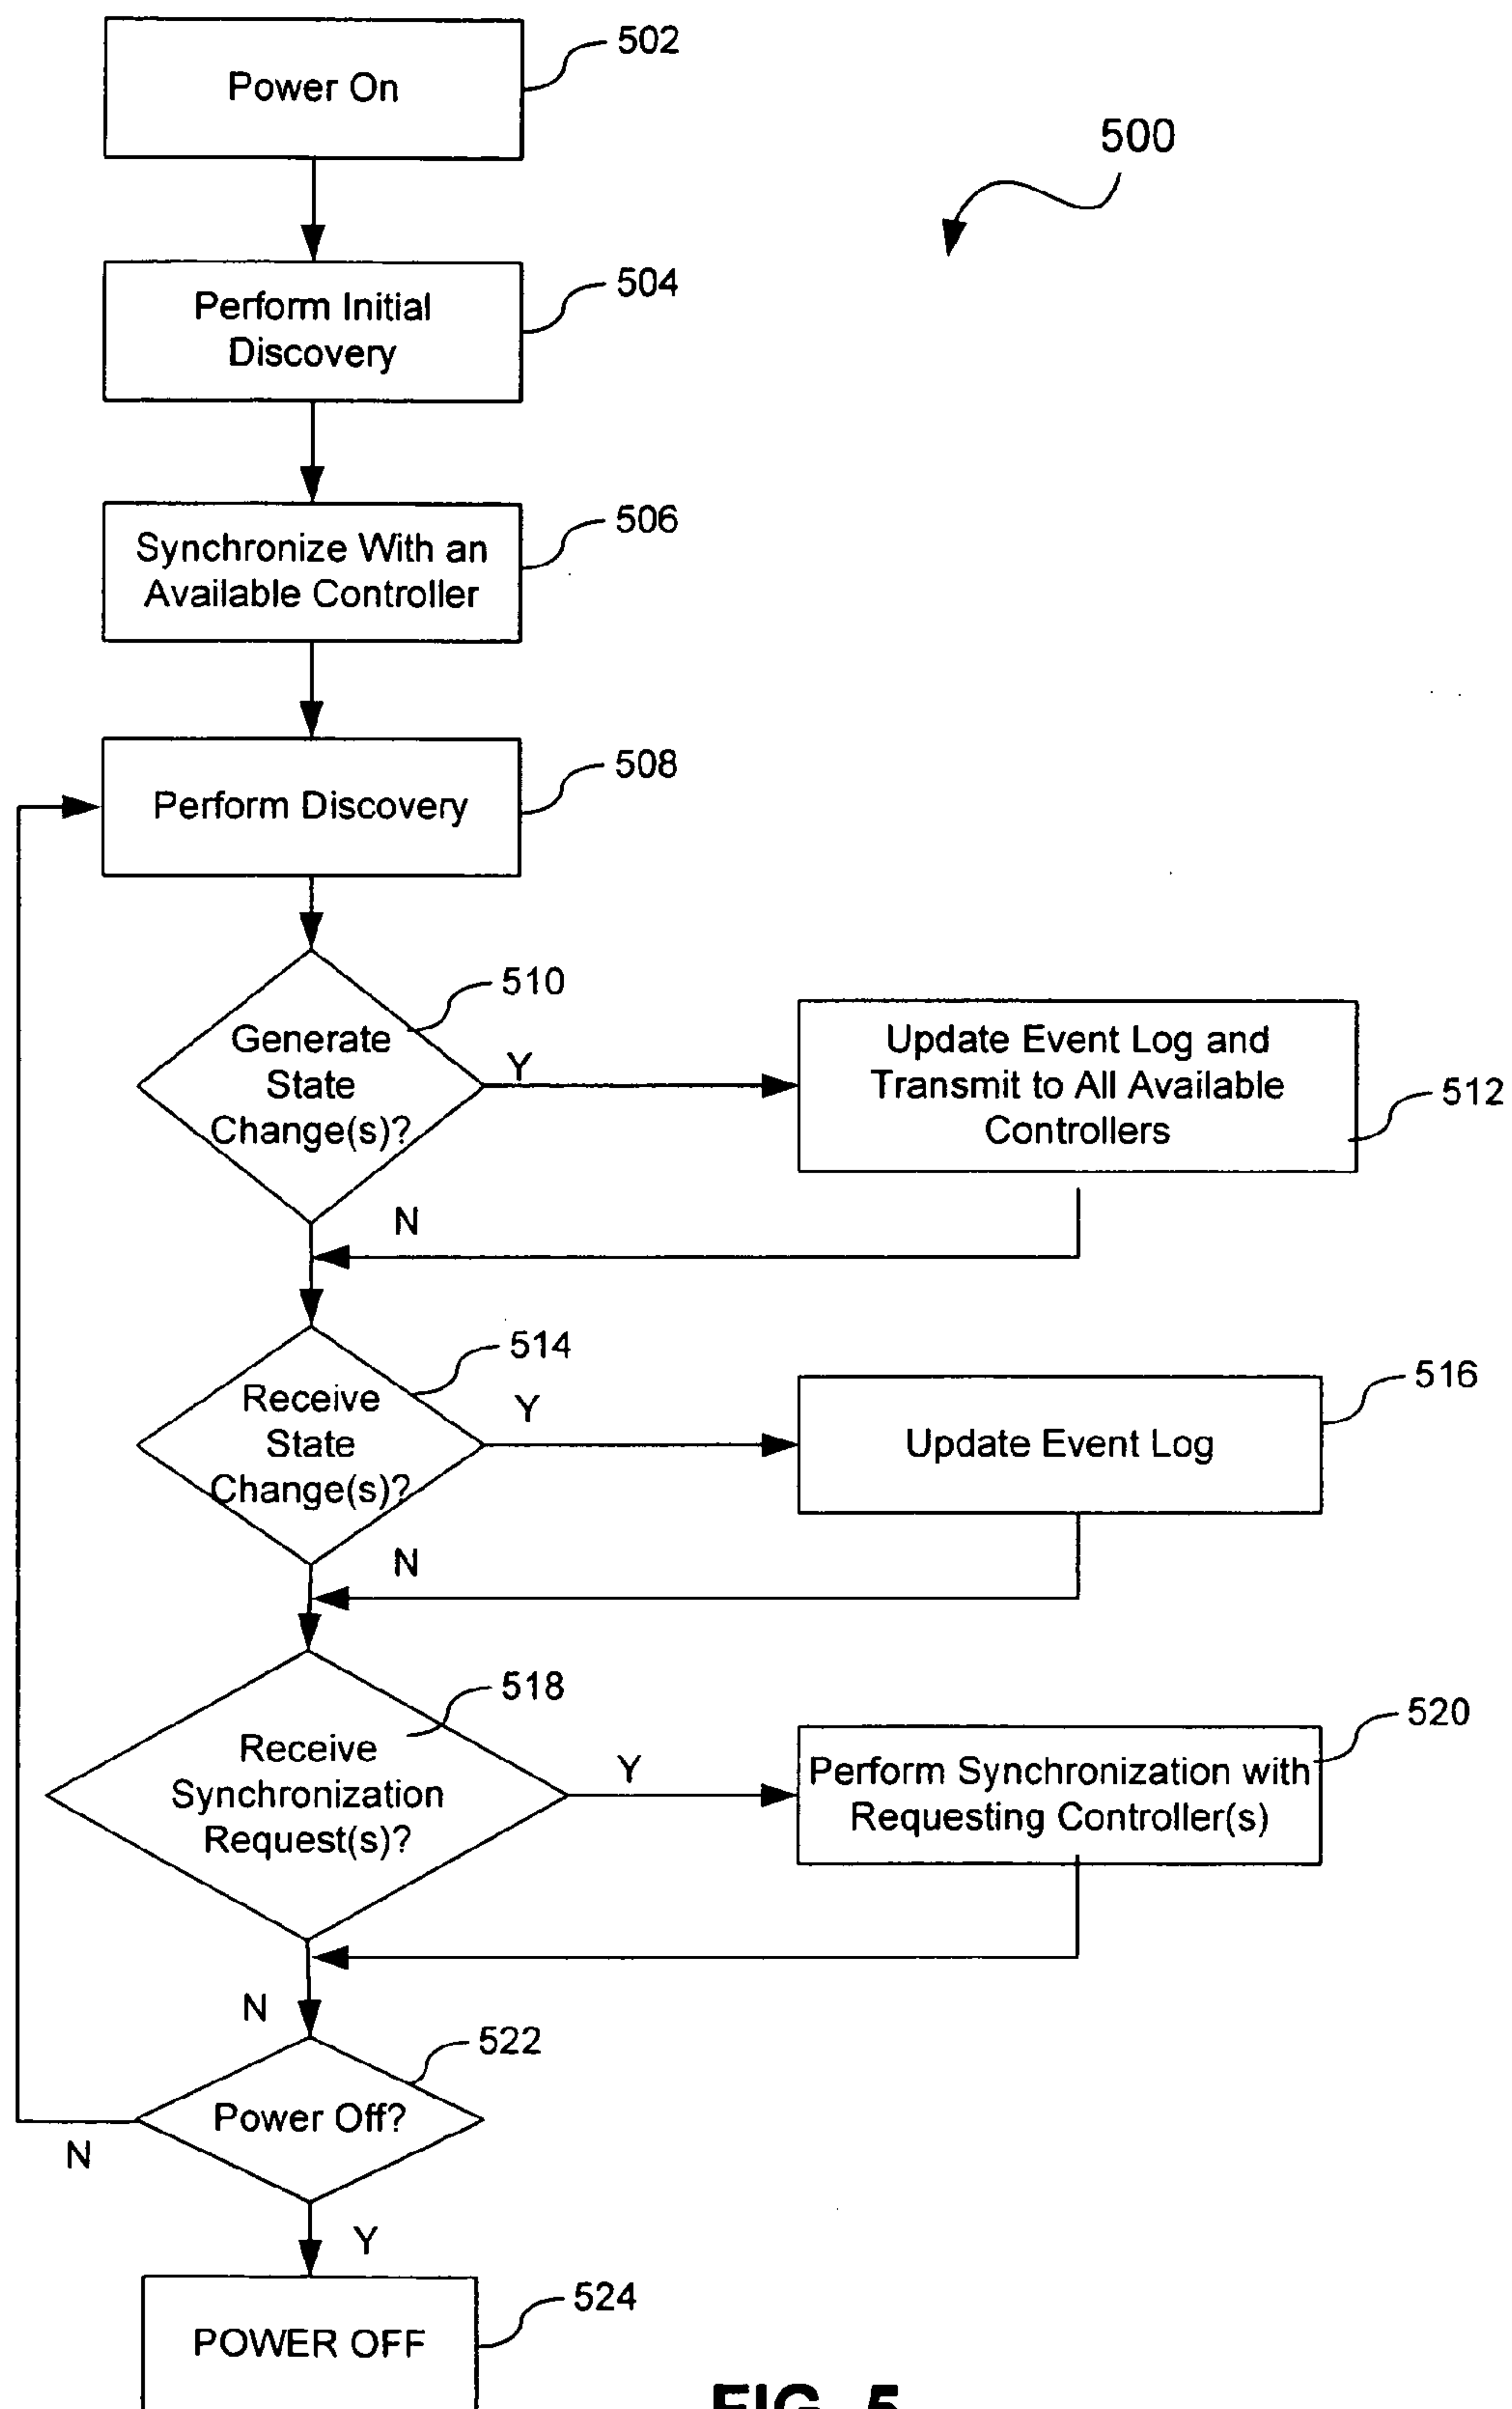 Power On
502
500
Perform Initial
Discovery
504
Synchronize With an
Available Controller
506
Perform Discovery
508
510
Generate
State
Change(s)?
Y
Update Event Log and
Transmit to All Available
Controllers
512
N
514
Receive
State
Change(s)?
Y
Update Event Log
516
N
518
Receive
Synchronization
Request(s)?
Y
Perform Synchronization with
Requesting Controller(s)
520
N
522
Power Off?
N
Y
POWER OFF
524
FIG. 5